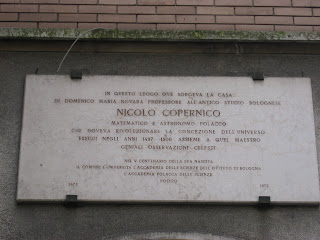 IN QUESTO LUOGO OVE SORGEVA LA CASA
DI DOMENICO MARIA NOVARA PROFESSORE ALL'ANTICO STUDIO BOLOGNESE
NICOLO COPERNICO
MATEMATICO E ASTRONOMO POLACCO
CHE DOVEVA RIVOLUZIONARE LA CONCEZIONE DELL'UNIVERSO
ESEGUÌ NEGLI ANNI 1497-1500 ASSIEME A QUEL MAESTRO
GENIALI OSSERVAZIONI CELESTI
NEL V CENTENARIO DELLA SUA NASCITA
IL COMUNE L'UNIVERSITÀ L'ACCADEMIA DELLE SCIENZE DELL'ISTITUTO DI BOLOGNA
L'ACCADEMIA POLACCA DELLE SCIENZE
POSERO
1473 1973